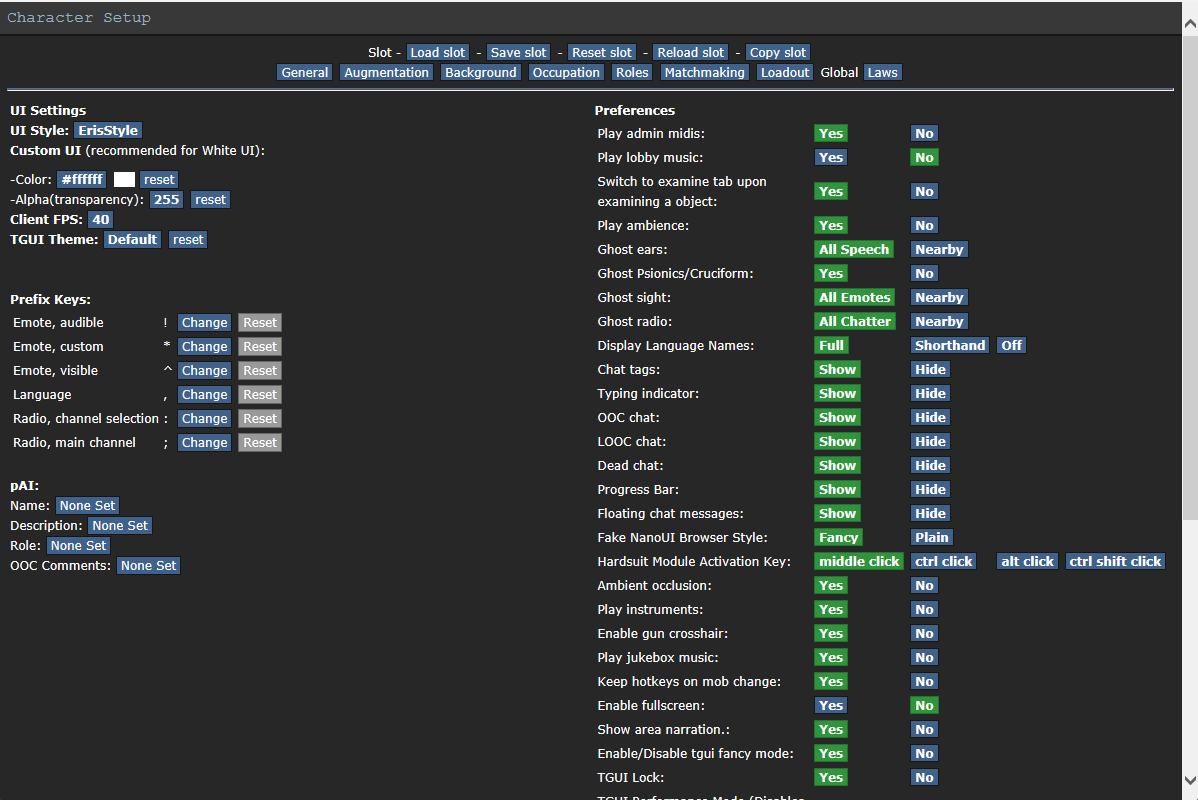 Character Setup
Slot - Load slot - Save slot - Reset slot - Reload slot - Copy slot
General Augmentation Background Occupation Roles Matchmaking Loadout Global Laws
UI Settings
UI Style: ErisStyle
Custom UI (recommended for White UI):
-Color: #ffffff reset
-Alpha(transparency): 255 reset
Client FPS: 40
TGUI Theme: Default reset
Prefix Keys:
Emote, audible ! Change Reset
Emote, custom * Change Reset
Emote, visible ^ Change Reset
Language , Change Reset
Radio, channel selection : Change Reset
Radio, main channel ; Change Reset
pAI:
Name: None Set
Description: None Set
Role: None Set
OOC Comments: None Set
Preferences
Play admin midis: Yes No
Play lobby music: Yes No
Switch to examine tab upon
examining a object: Yes No
Play ambience: Yes No
Ghost ears: All Speech Nearby
Ghost Psionics/Cruciform: Yes No
Ghost sight: All Emotes Nearby
Ghost radio: All Chatter Nearby
Display Language Names: Full Shorthand Off
Chat tags: Show Hide
Typing indicator: Show Hide
OOC chat: Show Hide
LOOC chat: Show Hide
Dead chat: Show Hide
Progress Bar: Show Hide
Floating chat messages: Show Hide
Fake NanoUI Browser Style: Fancy Plain
Hardsuit Module Activation Key: middle click ctrl click alt click ctrl shift click
Ambient occlusion: Yes No
Play instruments: Yes No
Enable gun crosshair: Yes No
Play jukebox music: Yes No
Keep hotkeys on mob change: Yes No
Enable fullscreen: Yes No
Show area narration.: Yes No
Enable/Disable tgui fancy mode: Yes No
TGUI Lock: Yes No
TGUI Performance Mode (Disables